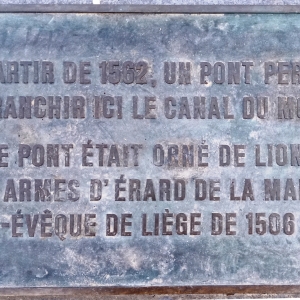 ARTIR DE 1562, UN PONT PER
RANCHIR ICI LE CANAL OU M
E PONT ÉTAIT ORNÉ DE LION
ARMES D'ÉRARD DE LA MA
-ÉVÊQUE DE LIÈGE DE 1506